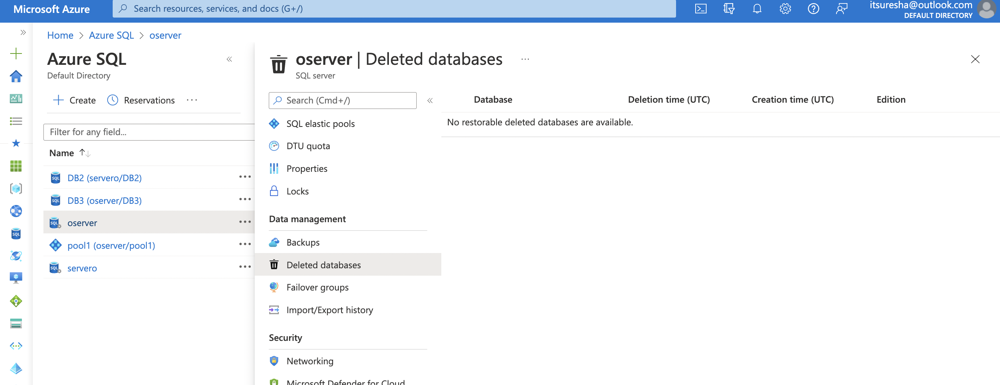 Microsoft Azure
Search resources, services, and docs (G+/)
itsuresha@outlook.com
DEFAULT DIRECTORY
Home > Azure SQL > oserver
Azure SQL
Default Directory
+ Create Reservations ...
Filter for any field...
Name ↑↓
DB2 (servero/DB2) ...
DB3 (oserver/DB3) ...
oserver ...
pool1 (oserver/pool1) ...
servero ...
oserver | Deleted databases ...
SQL server
Search (Cmd+/)
SQL elastic pools
DTU quota
Properties
Locks
Data management
Backups
Deleted databases
Failover groups
Import/Export history
Security
Networking
Microsoft Defender for Cloud
Database Deletion time (UTC) Creation time (UTC) Edition
No restorable deleted databases are available.